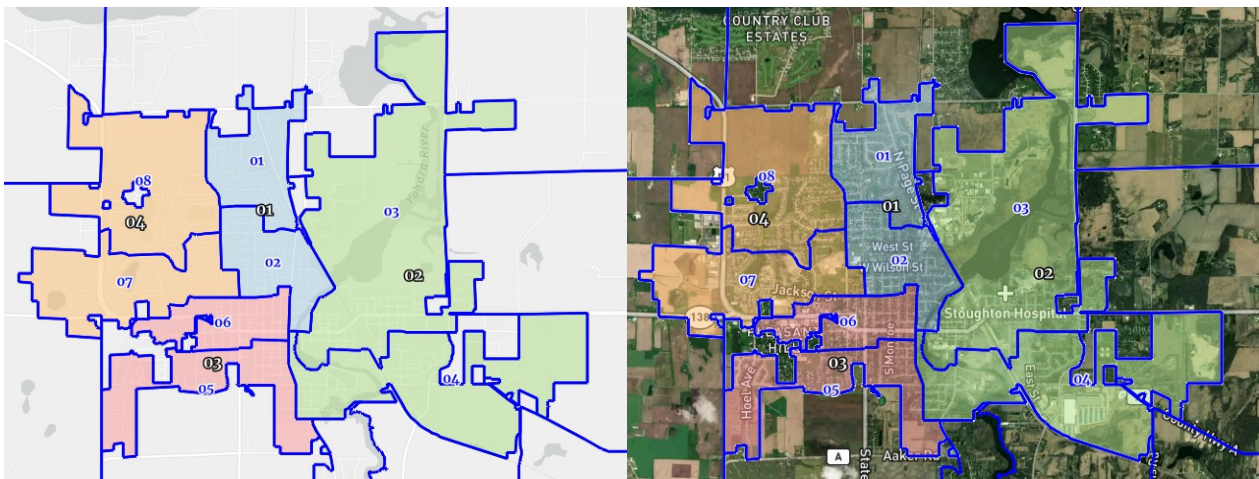 01
08
03
04
01
Yahara River
02
07
02
06
03
05
04
COUNTRY CLUB
ESTATES
01
N Page St
08
03
04
01
West St
02
W Wilson St
02
07
Jackson St
138
Stoughton Hospital
06
03
S Monroe
05
Hoel Ave
East St
04
County Hwy A
A
Aaker Rd
State